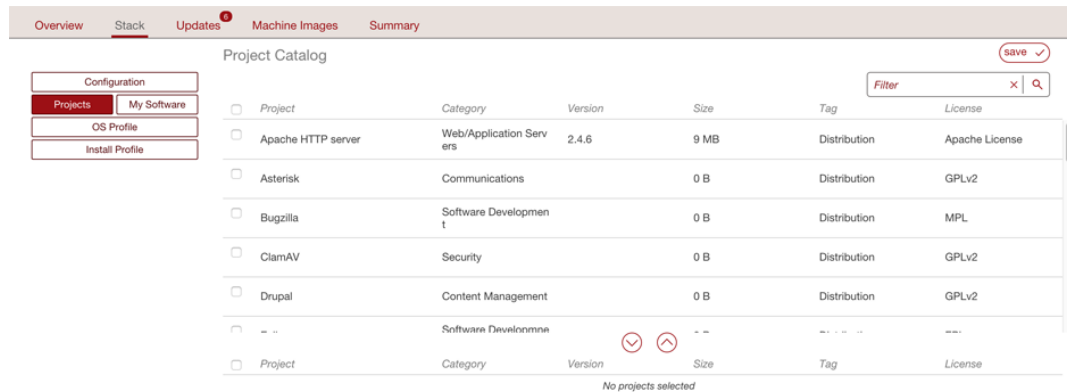 Overview Stack Updates 6 Machine Images Summary
Project Catalog save
Configuration
Projects My Software
OS Profile
Install Profile
Filter
Project Category Version Size Tag License
Apache HTTP server Web/Application Serv
ers 2.4.6 9 MB Distribution Apache License
Asterisk Communications 0 B Distribution GPLv2
Bugzilla Software Developmen
t 0 B Distribution MPL
ClamAV Security 0 B Distribution GPLv2
Drupal Content Management 0 B Distribution GPLv2
Software Developmne
Project Category Version Size Tag License
No projects selected